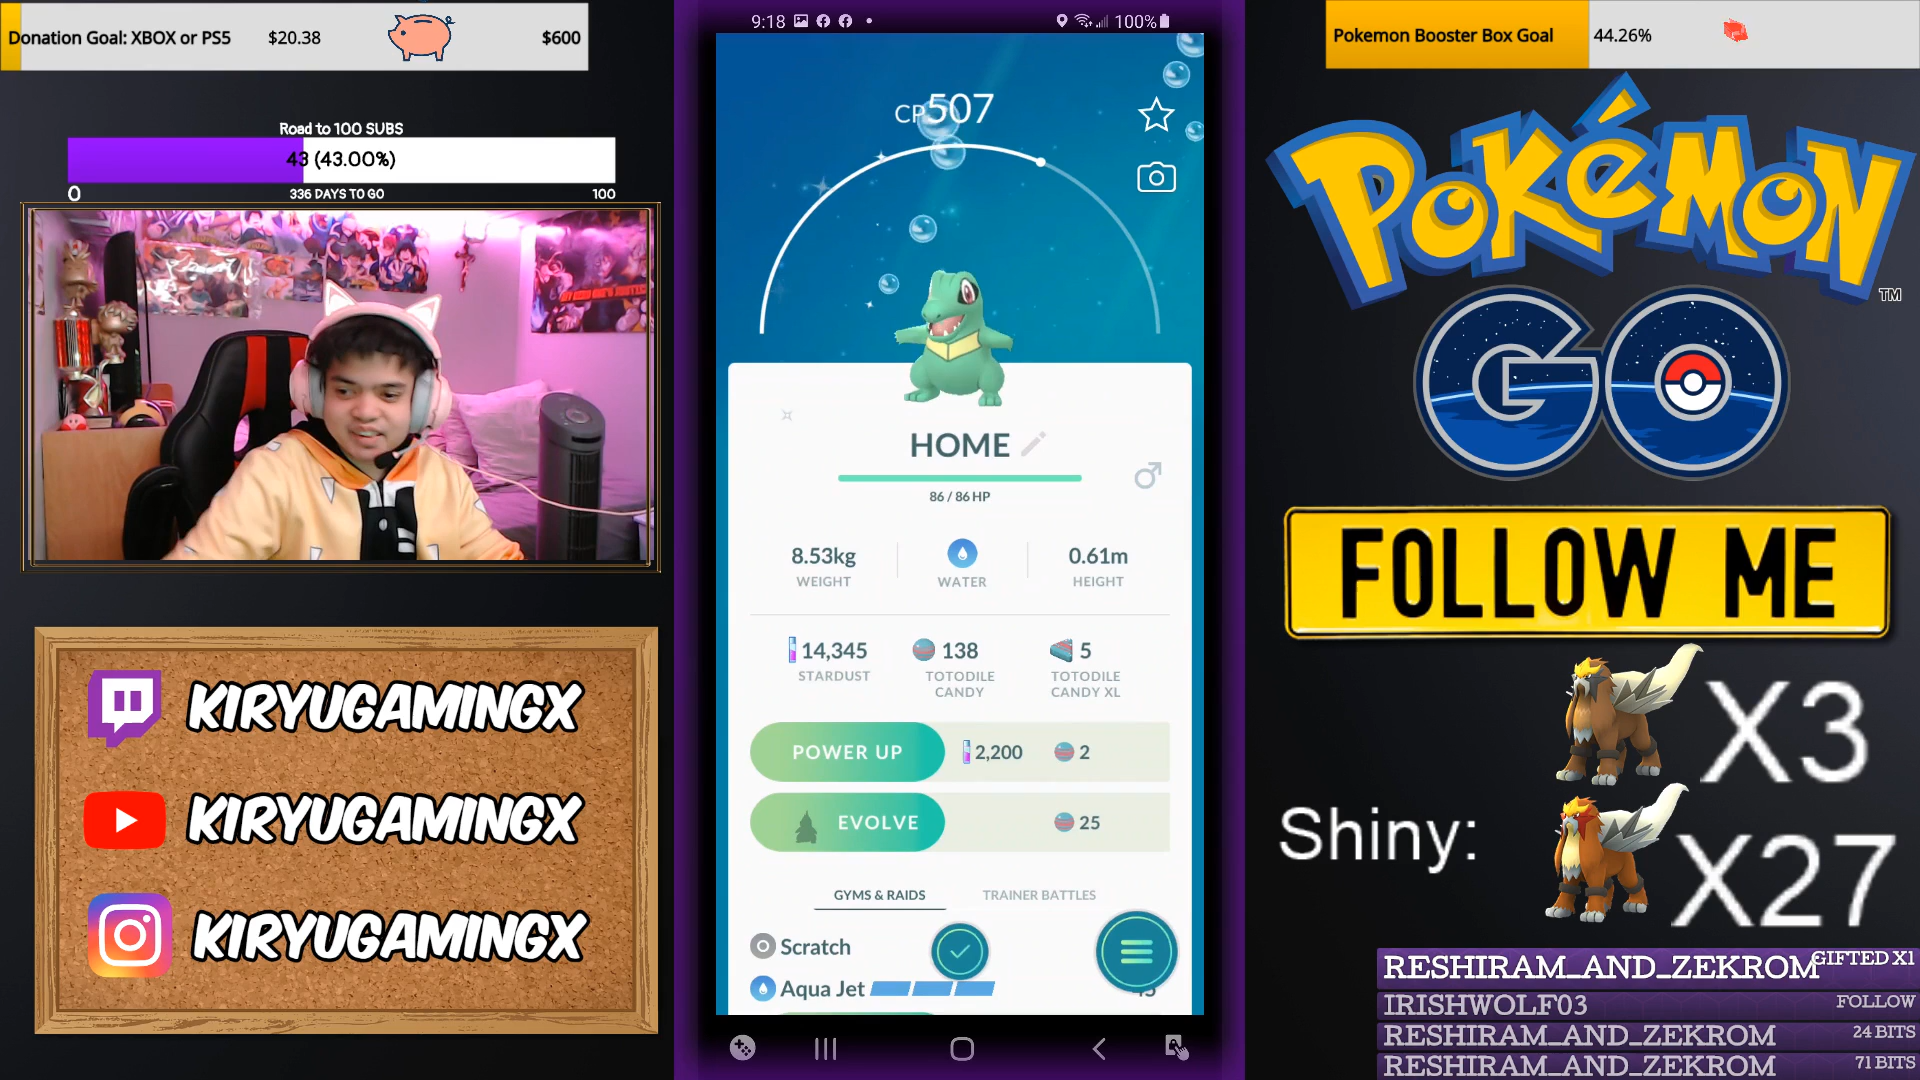 Donation Goal: XBOX or PS5 $20.38 $600
Road to 100 SUBS
43 (43.00%)
0 336 DAYS TO GO 100
KIRYUGAMINGX
KIRYUGAMINGX
KIRYUGAMINGX
9:18 100%
CP507
HOME
86 / 86 HP
8.53kg 0.61m
WEIGHT WATER HEIGHT
14,345 138 5
STARDUST TOTODILE CANDY TOTODILE CANDY XL
POWER UP 2,200 2
EVOLVE 25
GYMS & RAIDS TRAINER BATTLES
Scratch
Aqua Jet 45
Pokemon Booster Box Goal 44.26%
POKÉMON TM
GO
FOLLOW ME
X3
Shiny: X27
RESHIRAM_AND_ZEKROM GIFTED X1
IRISHWOLF03 FOLLOW
RESHIRAM_AND_ZEKROM 24 BITS
RESHIRAM_AND_ZEKROM 71 BITS